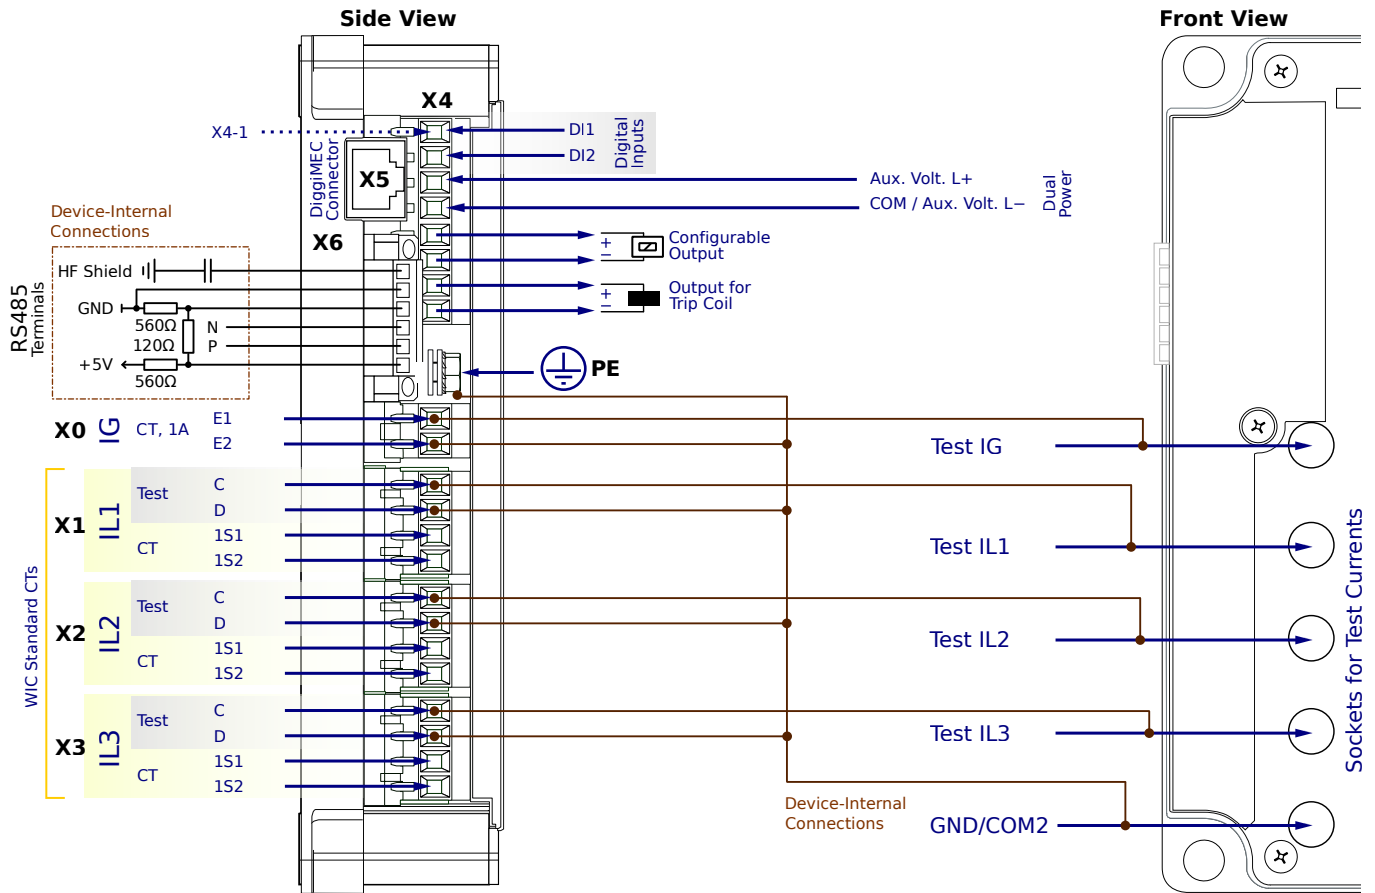 Side View
Front View
X4
X4-1
DI1
DI2
Digital
Inputs
DiggiMEC
Connector
X5
Aux. Volt. L+
COM / Aux. Volt. L−
Dual
Power
Device-Internal
Connections
X6
+
−
Configurable
Output
HF Shield
+
−
Output for
Trip Coil
RS485
Terminals
GND
560Ω
N
120Ω
P
+5V
560Ω
PE
X0
IG
CT, 1A
E1
E2
Test IG
WIC Standard CTs
X1
IL1
Test
C
D
CT
1S1
1S2
Test IL1
X2
IL2
Test
C
D
CT
1S1
1S2
Test IL2
X3
IL3
Test
C
D
CT
1S1
1S2
Test IL3
Sockets for Test Currents
Device-Internal
Connections
GND/COM2